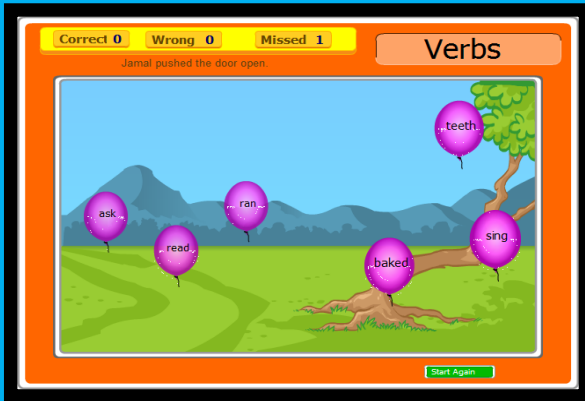 Correct 0 Wrong 0 Missed 1
Verbs
Jamal pushed the door open.
teeth
ask
ran
read
sing
baked
Start Again